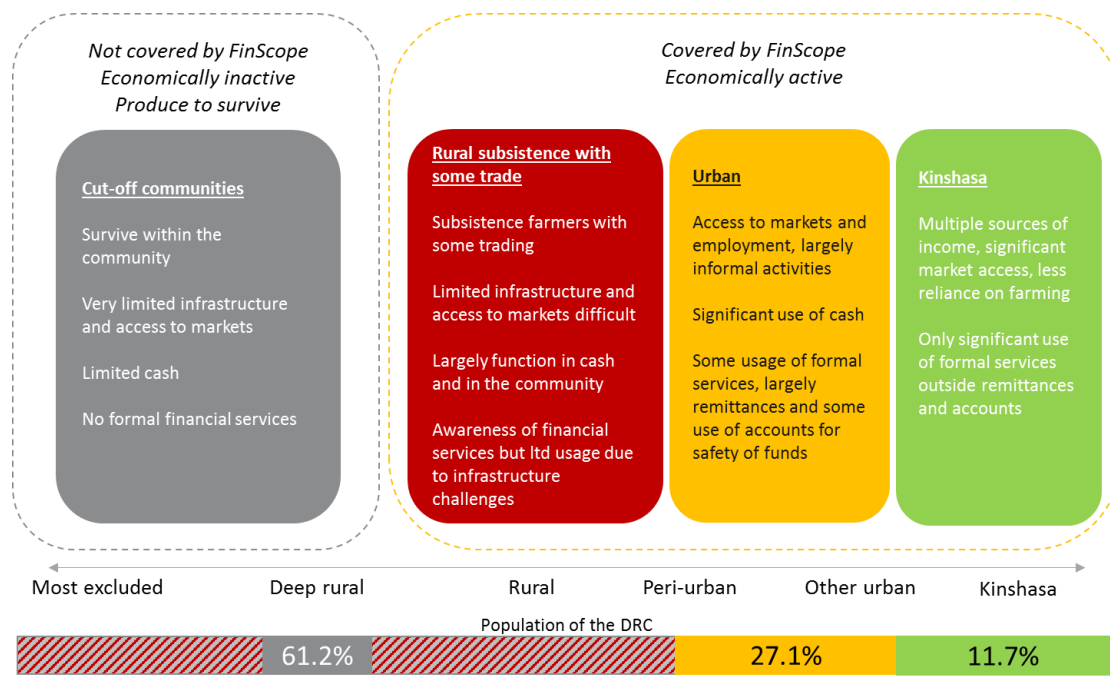 Not covered by FinScope
Economically inactive
Produce to survive
Covered by FinScope
Economically active
Cut-off communities
Survive within the
community
Very limited infrastructure
and access to markets
Limited cash
No formal financial services
Rural subsistence with
some trade
Subsistence farmers with
some trading
Limited infrastructure and
access to markets difficult
Largely function in cash
and in the community
Awareness of financial
services but ltd usage due
to infrastructure
challenges
Urban
Access to markets and
employment, largely
informal activities
Significant use of cash
Some usage of formal
services, largely
remittances and some
use of accounts for
safety of funds
Kinshasa
Multiple sources of
income, significant
market access, less
reliance on farming
Only significant use
of formal services
outside remittances
and accounts
Most excluded
Deep rural
Rural
Peri-urban
Other urban
Kinshasa
Population of the DRC
61.2%
27.1%
11.7%